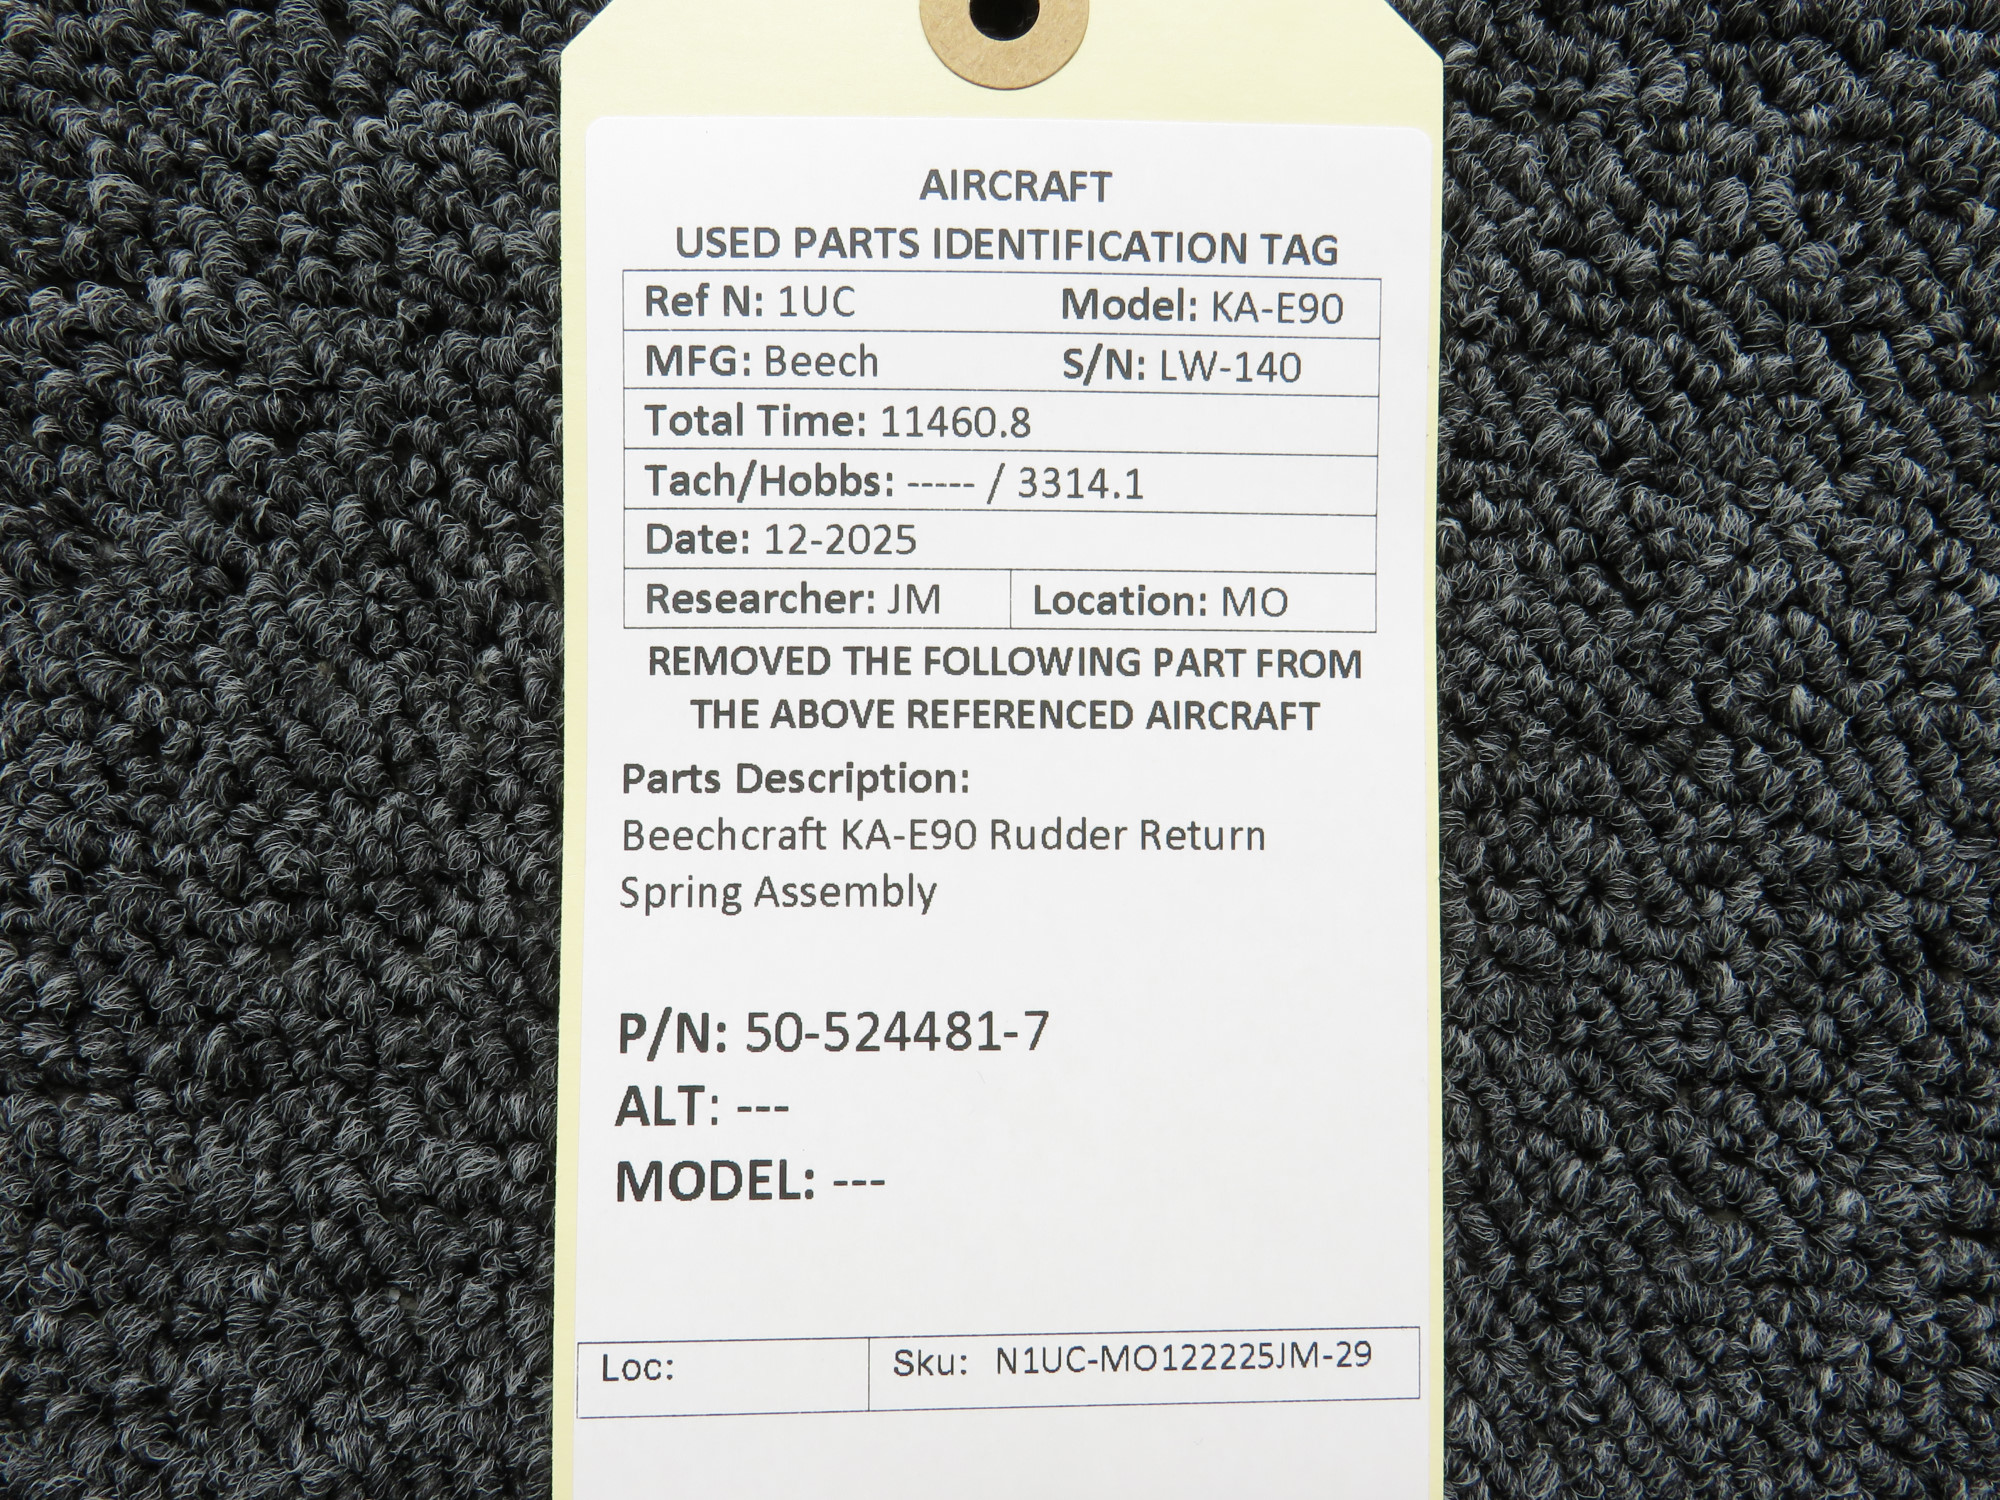 AIRCRAFT
USED PARTS IDENTIFICATION TAG
Ref N: 1UC Model: KA-E90
MFG: Beech S/N: LW-140
Total Time: 11460.8
Tach/Hobbs: ----- / 3314.1
Date: 12-2025
Researcher: JM Location: MO
REMOVED THE FOLLOWING PART FROM
THE ABOVE REFERENCED AIRCRAFT
Parts Description:
Beechcraft KA-E90 Rudder Return
Spring Assembly
P/N: 50-524481-7
ALT: ---
MODEL: ---
Loc: Sku: N1UC-MO122225JM-29